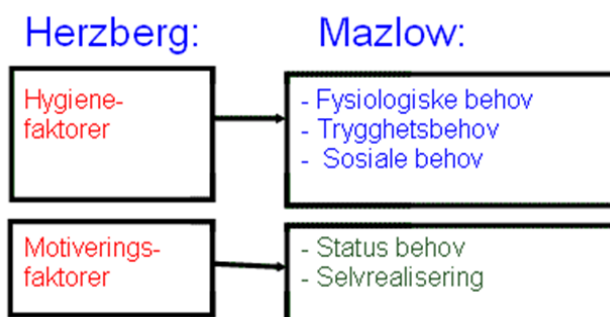 Herzberg:
Mazlow:
Hygiene-
faktorer
- Fysiologiske behov
- Trygghetsbehov
- Sosiale behov
Motiverings-
faktorer
- Status behov
- Selvrealisering